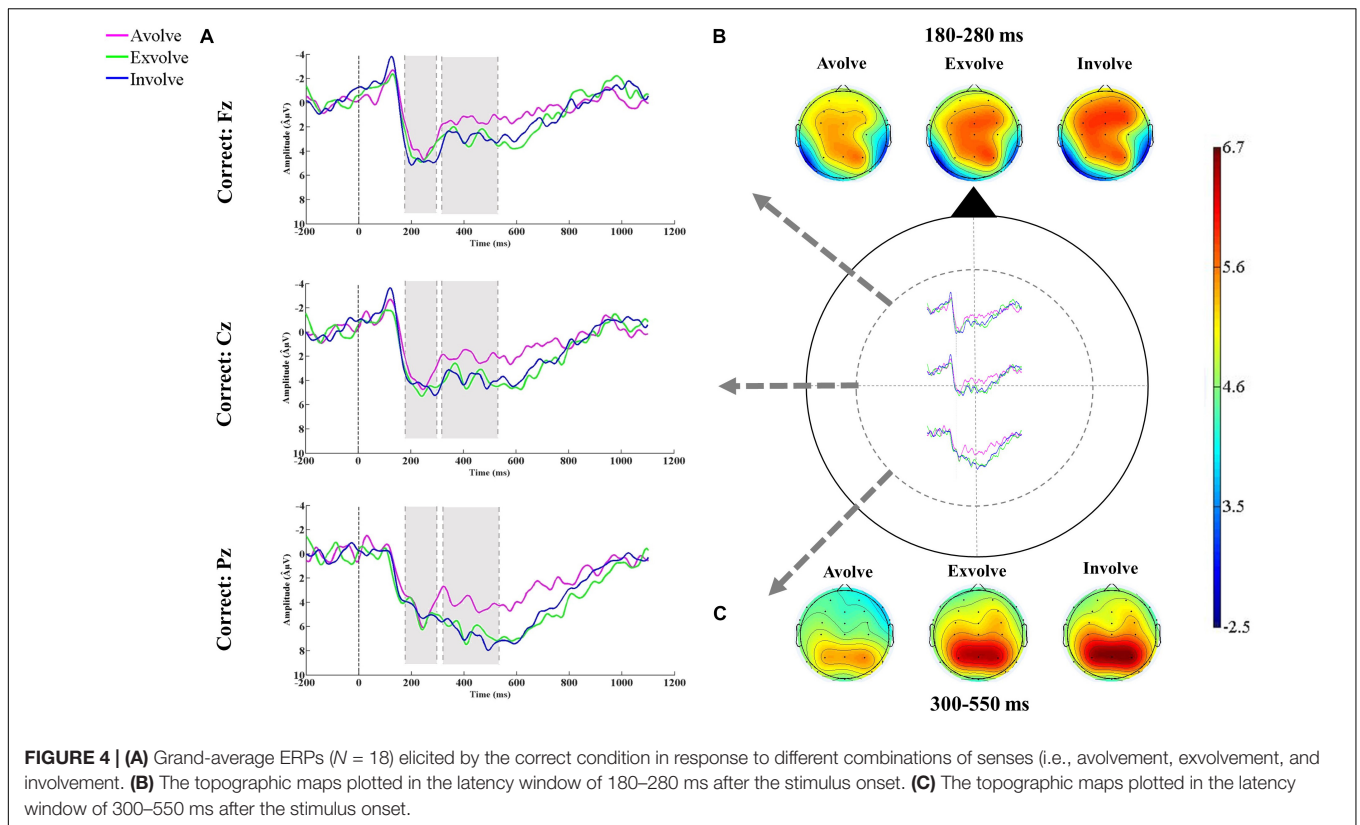 Avolve
Exvolve
Involve
A
Correct: Fz
Amplitude (ÂµV)
-4
-2
0
2
4
6
8
10
-200 0 200 400 600 800 1000 1200
Time (ms)
Correct: Cz
Amplitude (ÂµV)
-4
-2
0
2
4
6
8
10
-200 0 200 400 600 800 1000 1200
Time (ms)
Correct: Pz
Amplitude (ÂµV)
-4
-2
0
2
4
6
8
10
-200 0 200 400 600 800 1000 1200
Time (ms)
B
180-280 ms
Avolve Exvolve Involve
6.7
5.6
4.6
3.5
-2.5
Avolve Exvolve Involve
C
300-550 ms
FIGURE 4 | (A) Grand-average ERPs (N = 18) elicited by the correct condition in response to different combinations of senses (i.e., avolvement, exvolvement, and
involvement. (B) The topographic maps plotted in the latency window of 180–280 ms after the stimulus onset. (C) The topographic maps plotted in the latency
window of 300–550 ms after the stimulus onset.